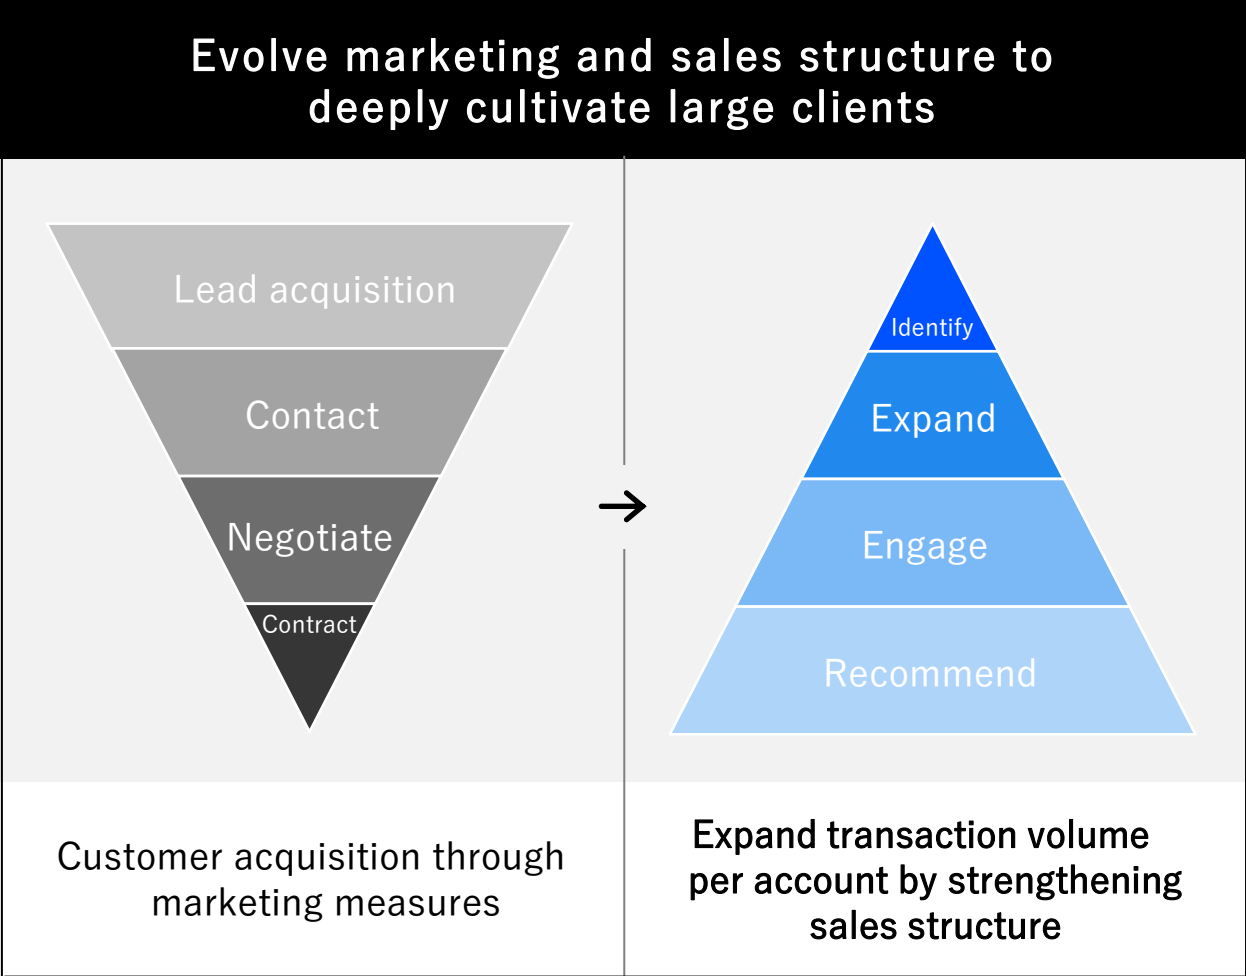 Evolve marketing and sales structure to
deeply cultivate large clients
Lead acquisition
Contact
Negotiate
Contract
Customer acquisition through
marketing measures
Identify
Expand
Engage
Recommend
Expand transaction volume
per account by strengthening
sales structure